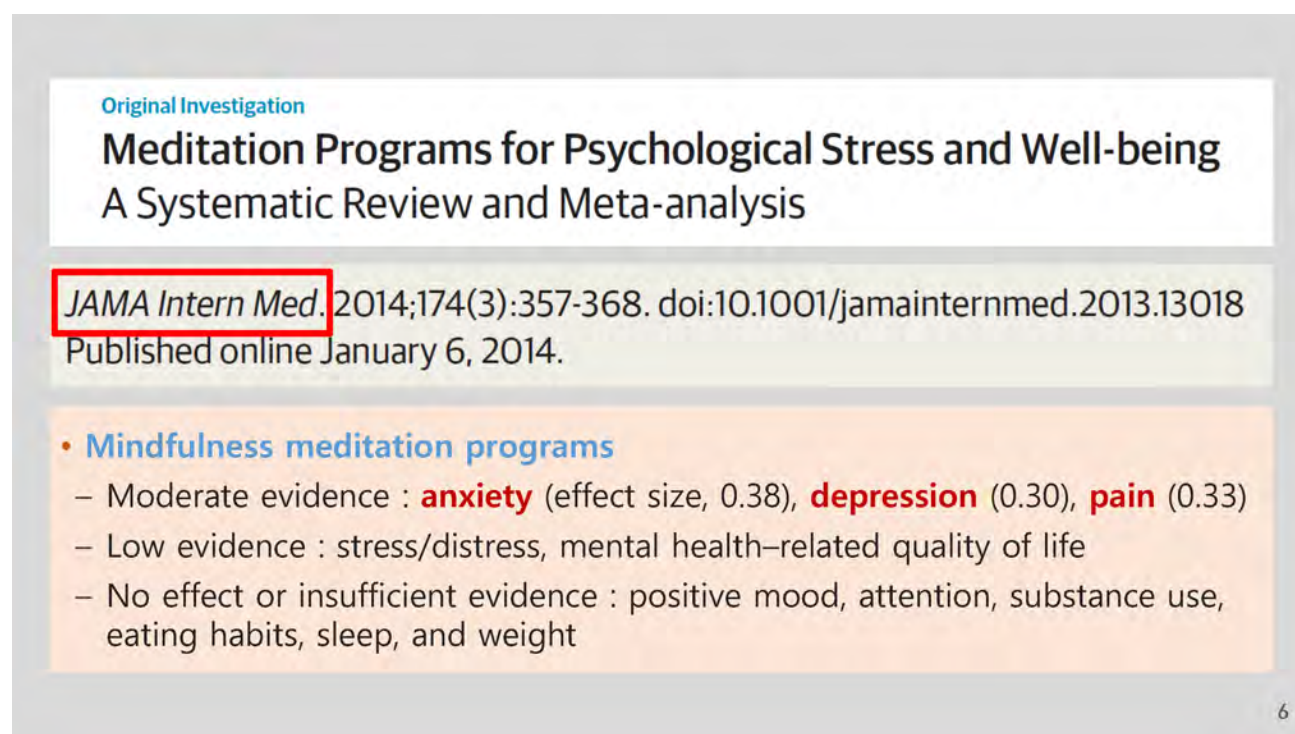 Original Investigation
Meditation Programs for Psychological Stress and Well-being
A Systematic Review and Meta-analysis
JAMA Intern Med. 2014;174(3):357-368. doi:10.1001/jamainternmed.2013.13018
Published online January 6, 2014.
• Mindfulness meditation programs
– Moderate evidence : anxiety (effect size, 0.38), depression (0.30), pain (0.33)
– Low evidence : stress/distress, mental health–related quality of life
– No effect or insufficient evidence : positive mood, attention, substance use,
eating habits, sleep, and weight
6